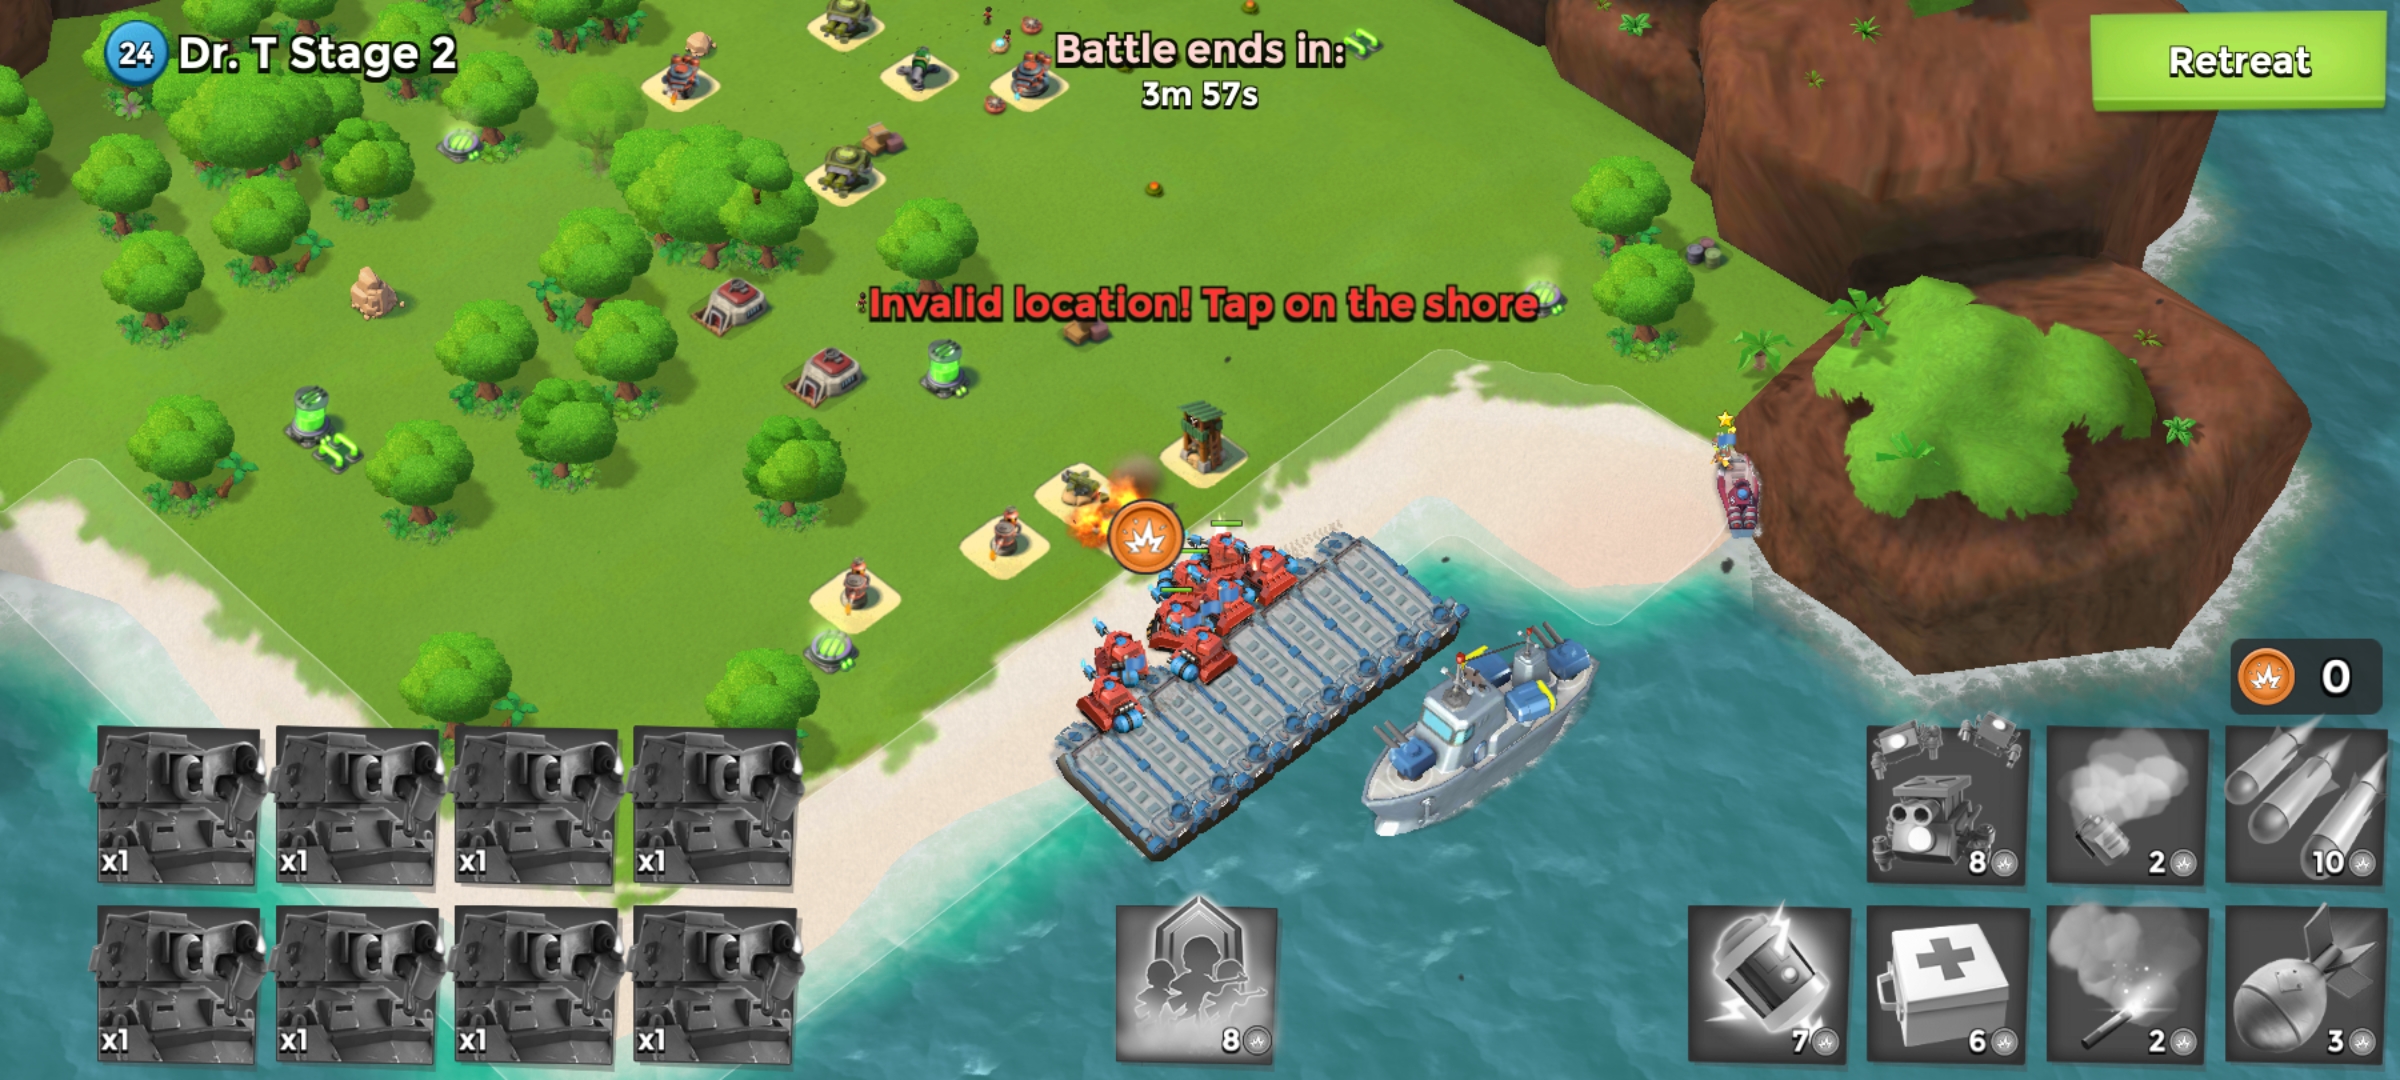 24 Dr. T Stage 2
Battle ends in:
3m 57s
Retreat
Invalid location! Tap on the shore
0
x1 x1 x1 x1
8 2 10
x1 x1 x1 x1
8
7 6 2 3